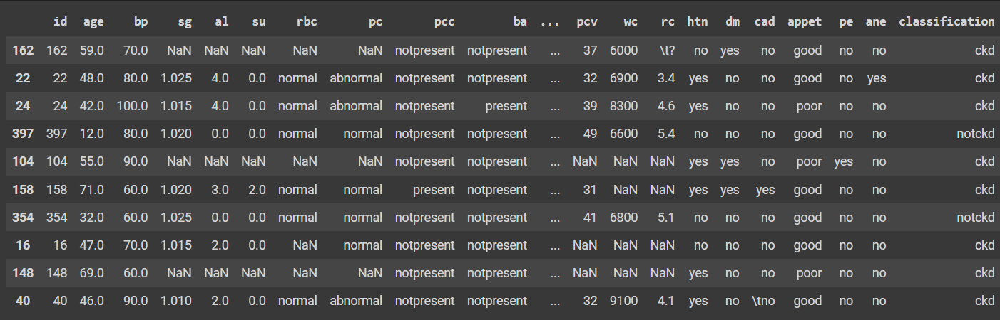 id age bp sg al su rbc pc pcc ba ... pcv wc rc htn dm cad appet pe ane classification
162 162 59.0 70.0 NaN NaN NaN NaN NaN notpresent notpresent ... 37 6000 \t? no yes no good no no ckd
22 22 48.0 80.0 1.025 4.0 0.0 normal abnormal notpresent notpresent ... 32 6900 3.4 yes no no good no yes ckd
24 24 42.0 100.0 1.015 4.0 0.0 normal abnormal notpresent present ... 39 8300 4.6 yes no no poor no no ckd
397 397 12.0 80.0 1.020 0.0 0.0 normal normal notpresent notpresent ... 49 6600 5.4 no no no good no no notckd
104 104 55.0 90.0 NaN NaN NaN NaN NaN notpresent notpresent ... NaN NaN NaN yes yes no poor yes no ckd
158 158 71.0 60.0 1.020 3.0 2.0 normal normal present notpresent ... 31 NaN NaN yes yes yes good no no ckd
354 354 32.0 60.0 1.025 0.0 0.0 normal normal notpresent notpresent ... 41 6800 5.1 no no no good no no notckd
16 16 47.0 70.0 1.015 2.0 0.0 NaN normal notpresent notpresent ... NaN NaN NaN no no no good no no ckd
148 148 69.0 60.0 NaN NaN NaN NaN NaN notpresent notpresent ... NaN NaN NaN yes no no poor no no ckd
40 40 46.0 90.0 1.010 2.0 0.0 normal abnormal notpresent notpresent ... 32 9100 4.1 yes no \tno good no no ckd